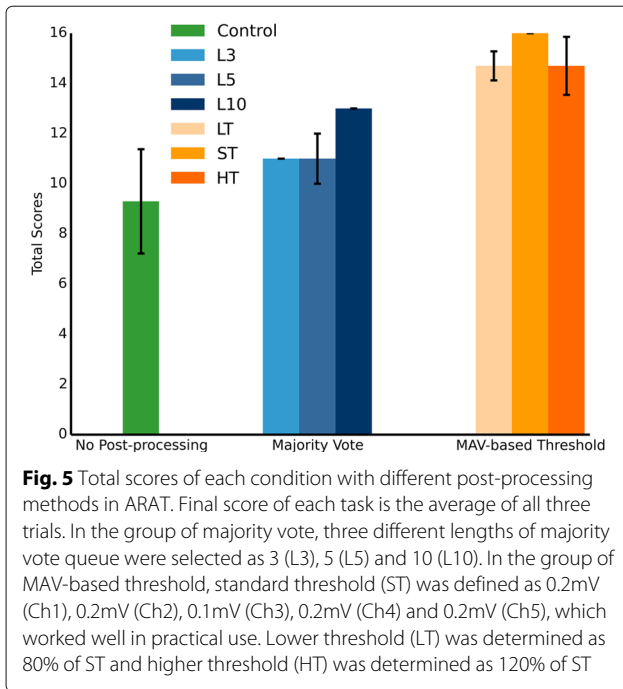 16
14
12
10
8
6
4
2
0
Total Scores
Control
L3
L5
L10
LT
ST
HT
No Post-processing
Majority Vote
MAV-based Threshold
Fig. 5 Total scores of each condition with different post-processing
methods in ARAT. Final score of each task is the average of all three
trials. In the group of majority vote, three different lengths of majority
vote queue were selected as 3 (L3), 5 (L5) and 10 (L10). In the group of
MAV-based threshold, standard threshold (ST) was defined as 0.2mV
(Ch1), 0.2mV (Ch2), 0.1mV (Ch3), 0.2mV (Ch4) and 0.2mV (Ch5), which
worked well in practical use. Lower threshold (LT) was determined as
80% of ST and higher threshold (HT) was determined as 120% of ST